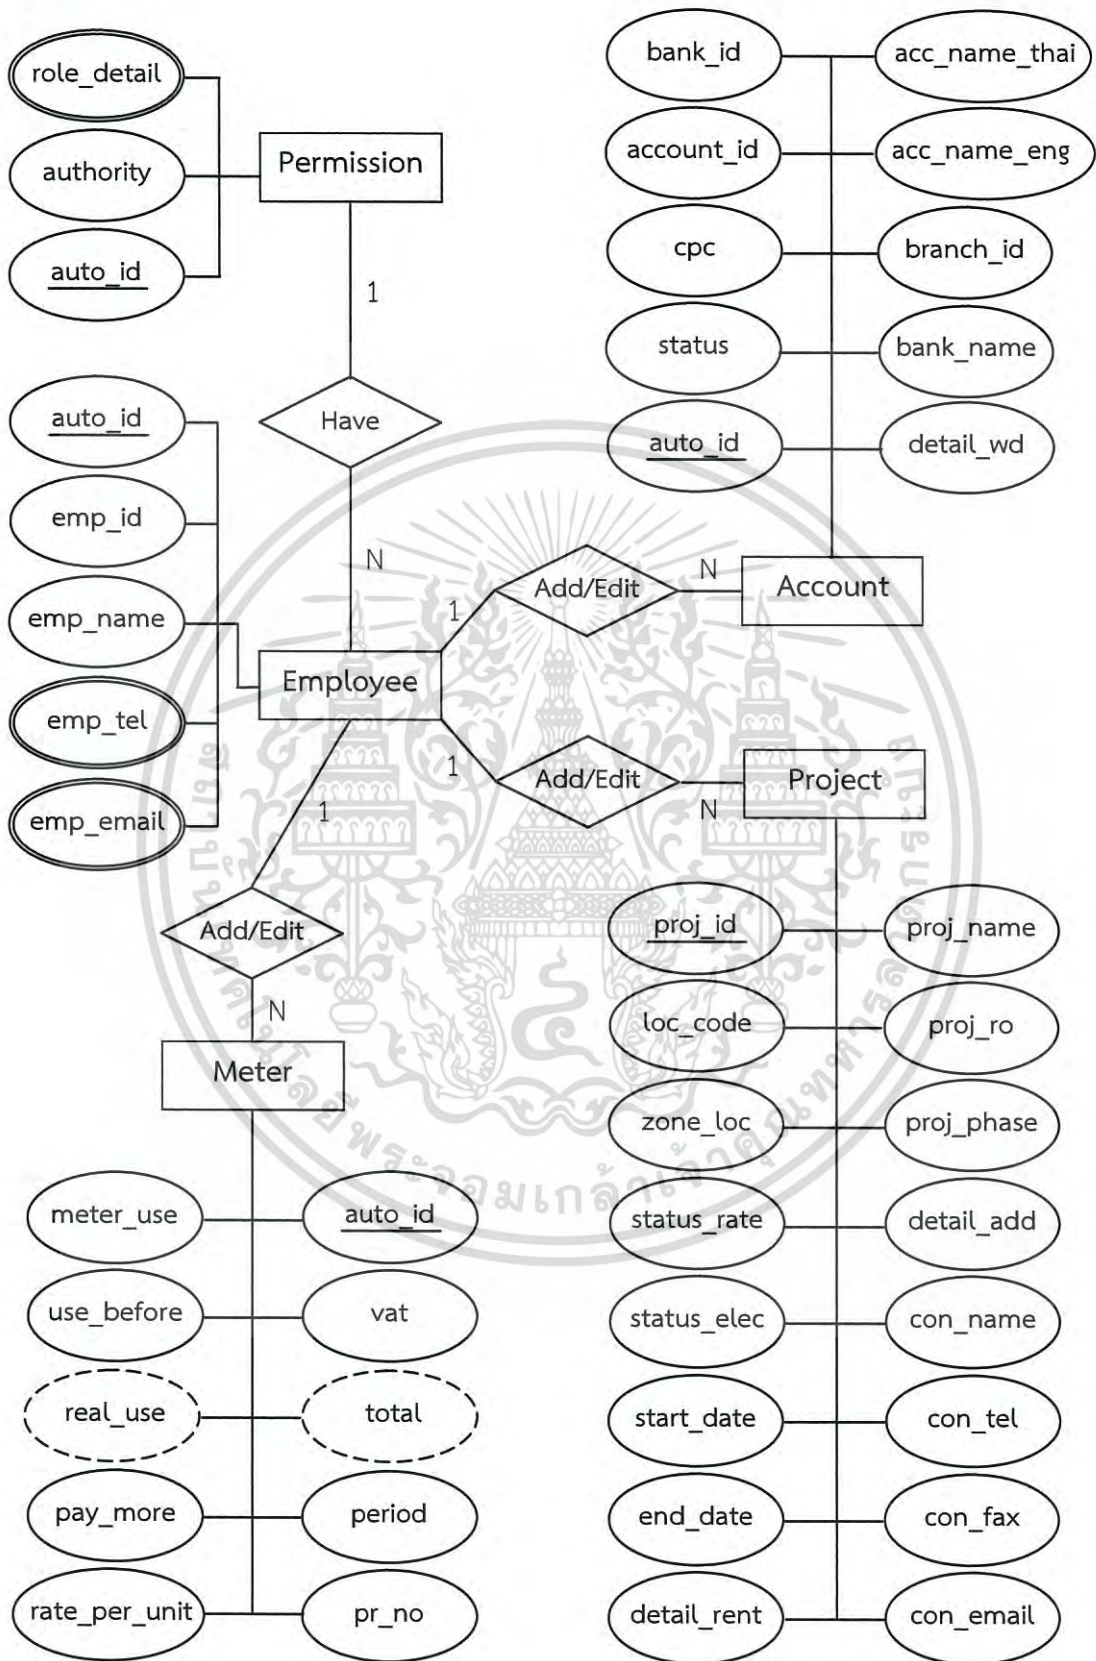 role_detail
authority
auto_id
Permission
1
Have
N
bank_id
acc_name_thai
account_id
acc_name_eng
cpc
branch_id
status
bank_name
auto_id
detail_wd
auto_id
emp_id
emp_name
emp_tel
emp_email
Employee
1
Add/Edit
N
Account
1
Add/Edit
N
Project
1
Add/Edit
N
Meter
proj_id
proj_name
loc_code
proj_ro
zone_loc
proj_phase
status_rate
detail_add
status_elec
con_name
start_date
con_tel
end_date
con_fax
detail_rent
con_email
meter_use
auto_id
use_before
vat
real_use
total
pay_more
period
rate_per_unit
pr_no